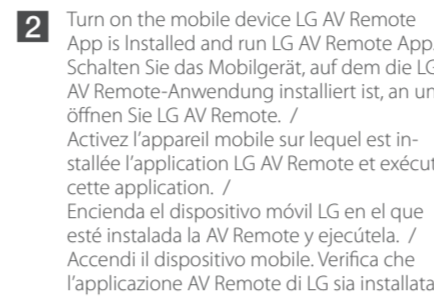 2
Turn on the mobile device LG AV Remote
App is Installed and run LG AV Remote App.
Schalten Sie das Mobilgerät, auf dem die LG
AV Remote-Anwendung installiert ist, an un
öffnen Sie LG AV Remote. /
Activez l’appareil mobile sur lequel est in-
stallée l’application LG AV Remote et exécut
cette application. /
Encienda el dispositivo móvil LG en el que
esté instalada la AV Remote y ejecútela. /
Accendi il dispositivo mobile. Verifica che
l’applicazione AV Remote di LG sia installata